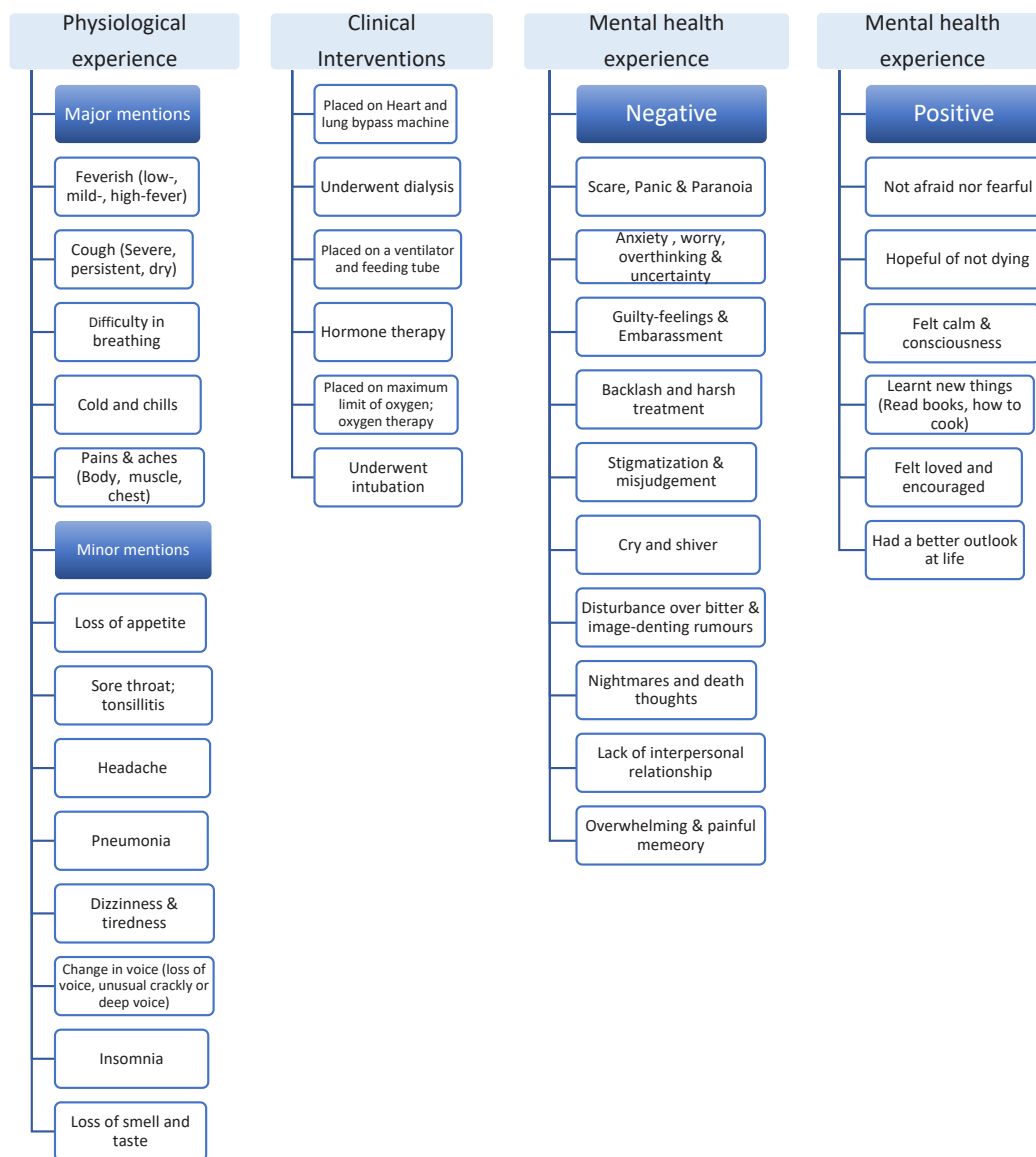 Physiological
experience
Major mentions
Feverish (low-,
mild-, high-fever)
Cough (Severe,
persistent, dry)
Difficulty in
breathing
Cold and chills
Pains & aches
(Body, muscle,
chest)
Minor mentions
Loss of appetite
Sore throat;
tonsillitis
Headache
Pneumonia
Dizzinness &
tiredness
Change in voice (loss of
voice, unusual crackly or
deep voice)
Insomnia
Loss of smell and
taste
Clinical
Interventions
Placed on Heart and
lung bypass machine
Underwent dialysis
Placed on a ventilator
and feeding tube
Hormone therapy
Placed on maximum
limit of oxygen;
oxygen therapy
Underwent
intubation
Mental health
experience
Negative
Scare, Panic & Paranoia
Anxiety , worry,
overthinking &
uncertainty
Guilty-feelings &
Embarassment
Backlash and harsh
treatment
Stigmatization &
misjudgement
Cry and shiver
Disturbance over bitter &
image-denting rumours
Nightmares and death
thoughts
Lack of interpersonal
relationship
Overwhelming & painful
memeory
Mental health
experience
Positive
Not afraid nor fearful
Hopeful of not dying
Felt calm &
consciousness
Learnt new things
(Read books, how to
cook)
Felt loved and
encouraged
Had a better outlook
at life